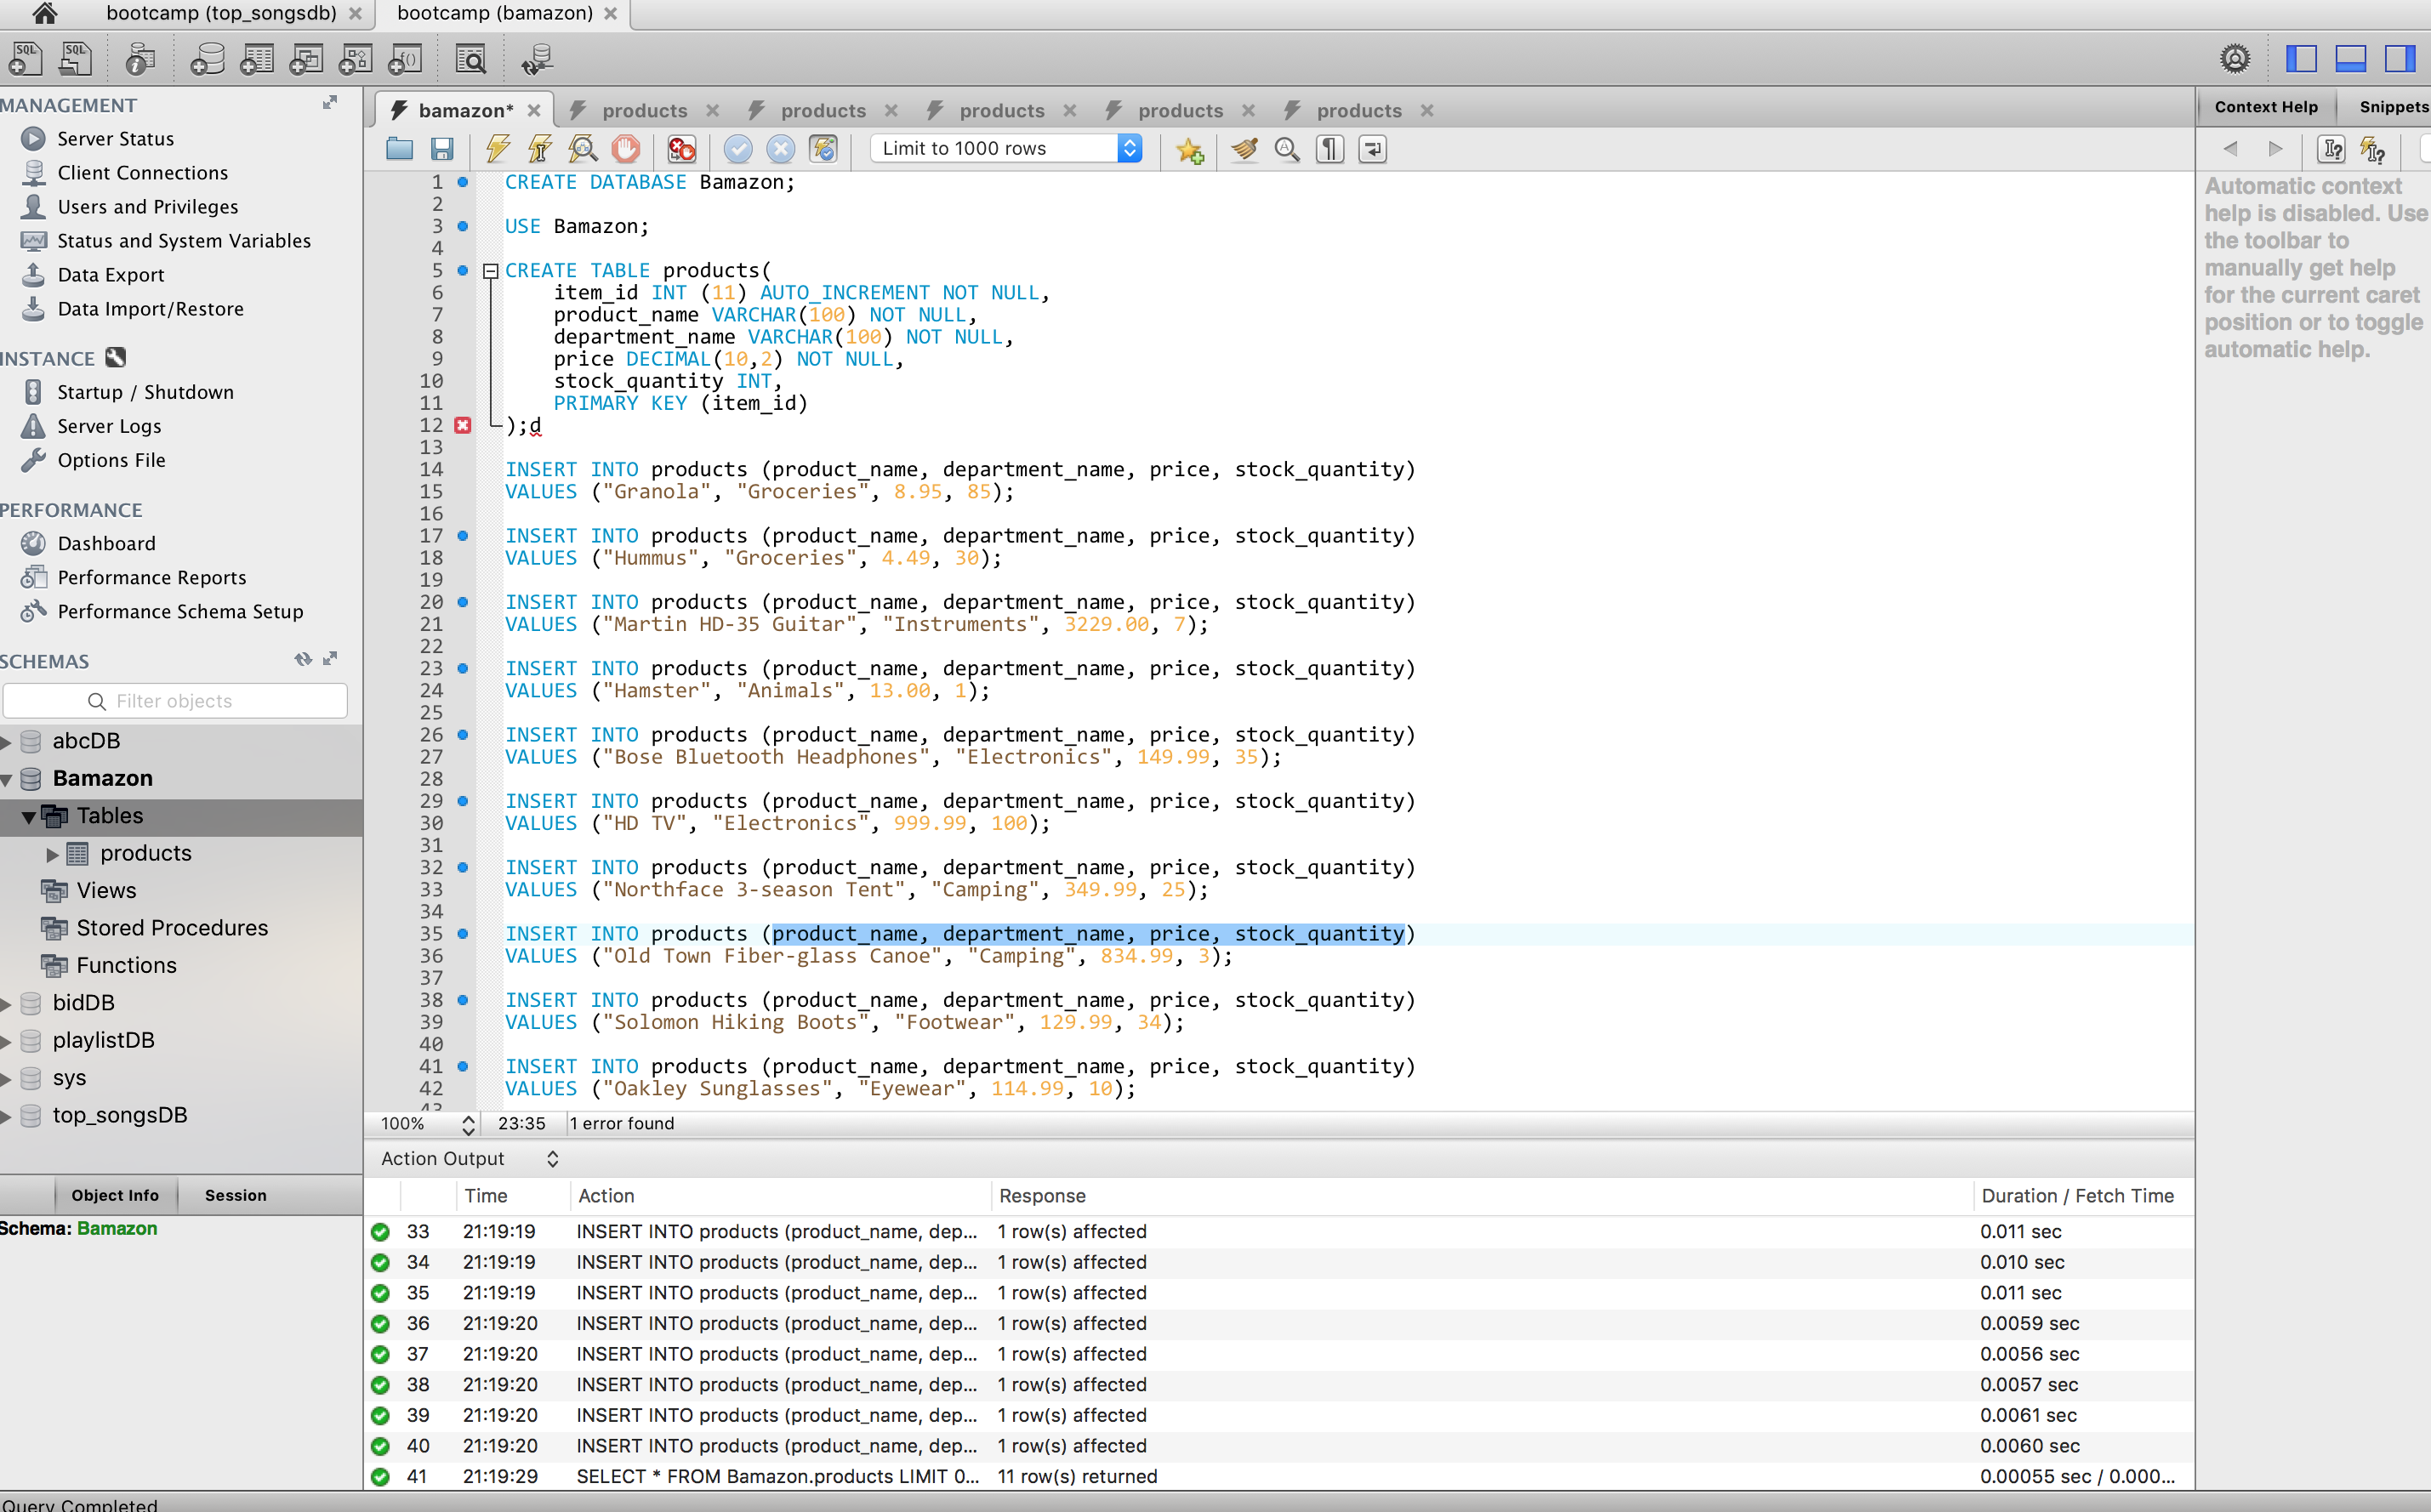 bootcamp (top_songsdb)
bootcamp (bamazon)
MANAGEMENT
Server Status
Client Connections
Users and Privileges
Status and System Variables
Data Export
Data Import/Restore
INSTANCE
Startup / Shutdown
Server Logs
Options File
PERFORMANCE
Dashboard
Performance Reports
Performance Schema Setup
SCHEMAS
Filter objects
abcDB
Bamazon
Tables
products
Views
Stored Procedures
Functions
bidDB
playlistDB
sys
top_songsDB
Object Info Session
Schema: Bamazon
bamazon* products products products products products
Limit to 1000 rows
1 CREATE DATABASE Bamazon;
2
3 USE Bamazon;
4
5 CREATE TABLE products(
6 item_id INT (11) AUTO_INCREMENT NOT NULL,
7 product_name VARCHAR(100) NOT NULL,
8 department_name VARCHAR(100) NOT NULL,
9 price DECIMAL(10,2) NOT NULL,
10 stock_quantity INT,
11 PRIMARY KEY (item_id)
12 );d
13
14 INSERT INTO products (product_name, department_name, price, stock_quantity)
15 VALUES ("Granola", "Groceries", 8.95, 85);
16
17 INSERT INTO products (product_name, department_name, price, stock_quantity)
18 VALUES ("Hummus", "Groceries", 4.49, 30);
19
20 INSERT INTO products (product_name, department_name, price, stock_quantity)
21 VALUES ("Martin HD-35 Guitar", "Instruments", 3229.00, 7);
22
23 INSERT INTO products (product_name, department_name, price, stock_quantity)
24 VALUES ("Hamster", "Animals", 13.00, 1);
25
26 INSERT INTO products (product_name, department_name, price, stock_quantity)
27 VALUES ("Bose Bluetooth Headphones", "Electronics", 149.99, 35);
28
29 INSERT INTO products (product_name, department_name, price, stock_quantity)
30 VALUES ("HD TV", "Electronics", 999.99, 100);
31
32 INSERT INTO products (product_name, department_name, price, stock_quantity)
33 VALUES ("Northface 3-season Tent", "Camping", 349.99, 25);
34
35 INSERT INTO products (product_name, department_name, price, stock_quantity)
36 VALUES ("Old Town Fiber-glass Canoe", "Camping", 834.99, 3);
37
38 INSERT INTO products (product_name, department_name, price, stock_quantity)
39 VALUES ("Solomon Hiking Boots", "Footwear", 129.99, 34);
40
41 INSERT INTO products (product_name, department_name, price, stock_quantity)
42 VALUES ("Oakley Sunglasses", "Eyewear", 114.99, 10);
43
100% 23:35 1 error found
Action Output
Time Action Response Duration / Fetch Time
33 21:19:19 INSERT INTO products (product_name, dep... 1 row(s) affected 0.011 sec
34 21:19:19 INSERT INTO products (product_name, dep... 1 row(s) affected 0.010 sec
35 21:19:19 INSERT INTO products (product_name, dep... 1 row(s) affected 0.011 sec
36 21:19:20 INSERT INTO products (product_name, dep... 1 row(s) affected 0.0059 sec
37 21:19:20 INSERT INTO products (product_name, dep... 1 row(s) affected 0.0056 sec
38 21:19:20 INSERT INTO products (product_name, dep... 1 row(s) affected 0.0057 sec
39 21:19:20 INSERT INTO products (product_name, dep... 1 row(s) affected 0.0061 sec
40 21:19:20 INSERT INTO products (product_name, dep... 1 row(s) affected 0.0060 sec
41 21:19:29 SELECT * FROM Bamazon.products LIMIT 0... 11 row(s) returned 0.00055 sec / 0.000...
Context Help Snippets
Automatic context
help is disabled. Use
the toolbar to
manually get help
for the current caret
position or to toggle
automatic help.
Query Completed